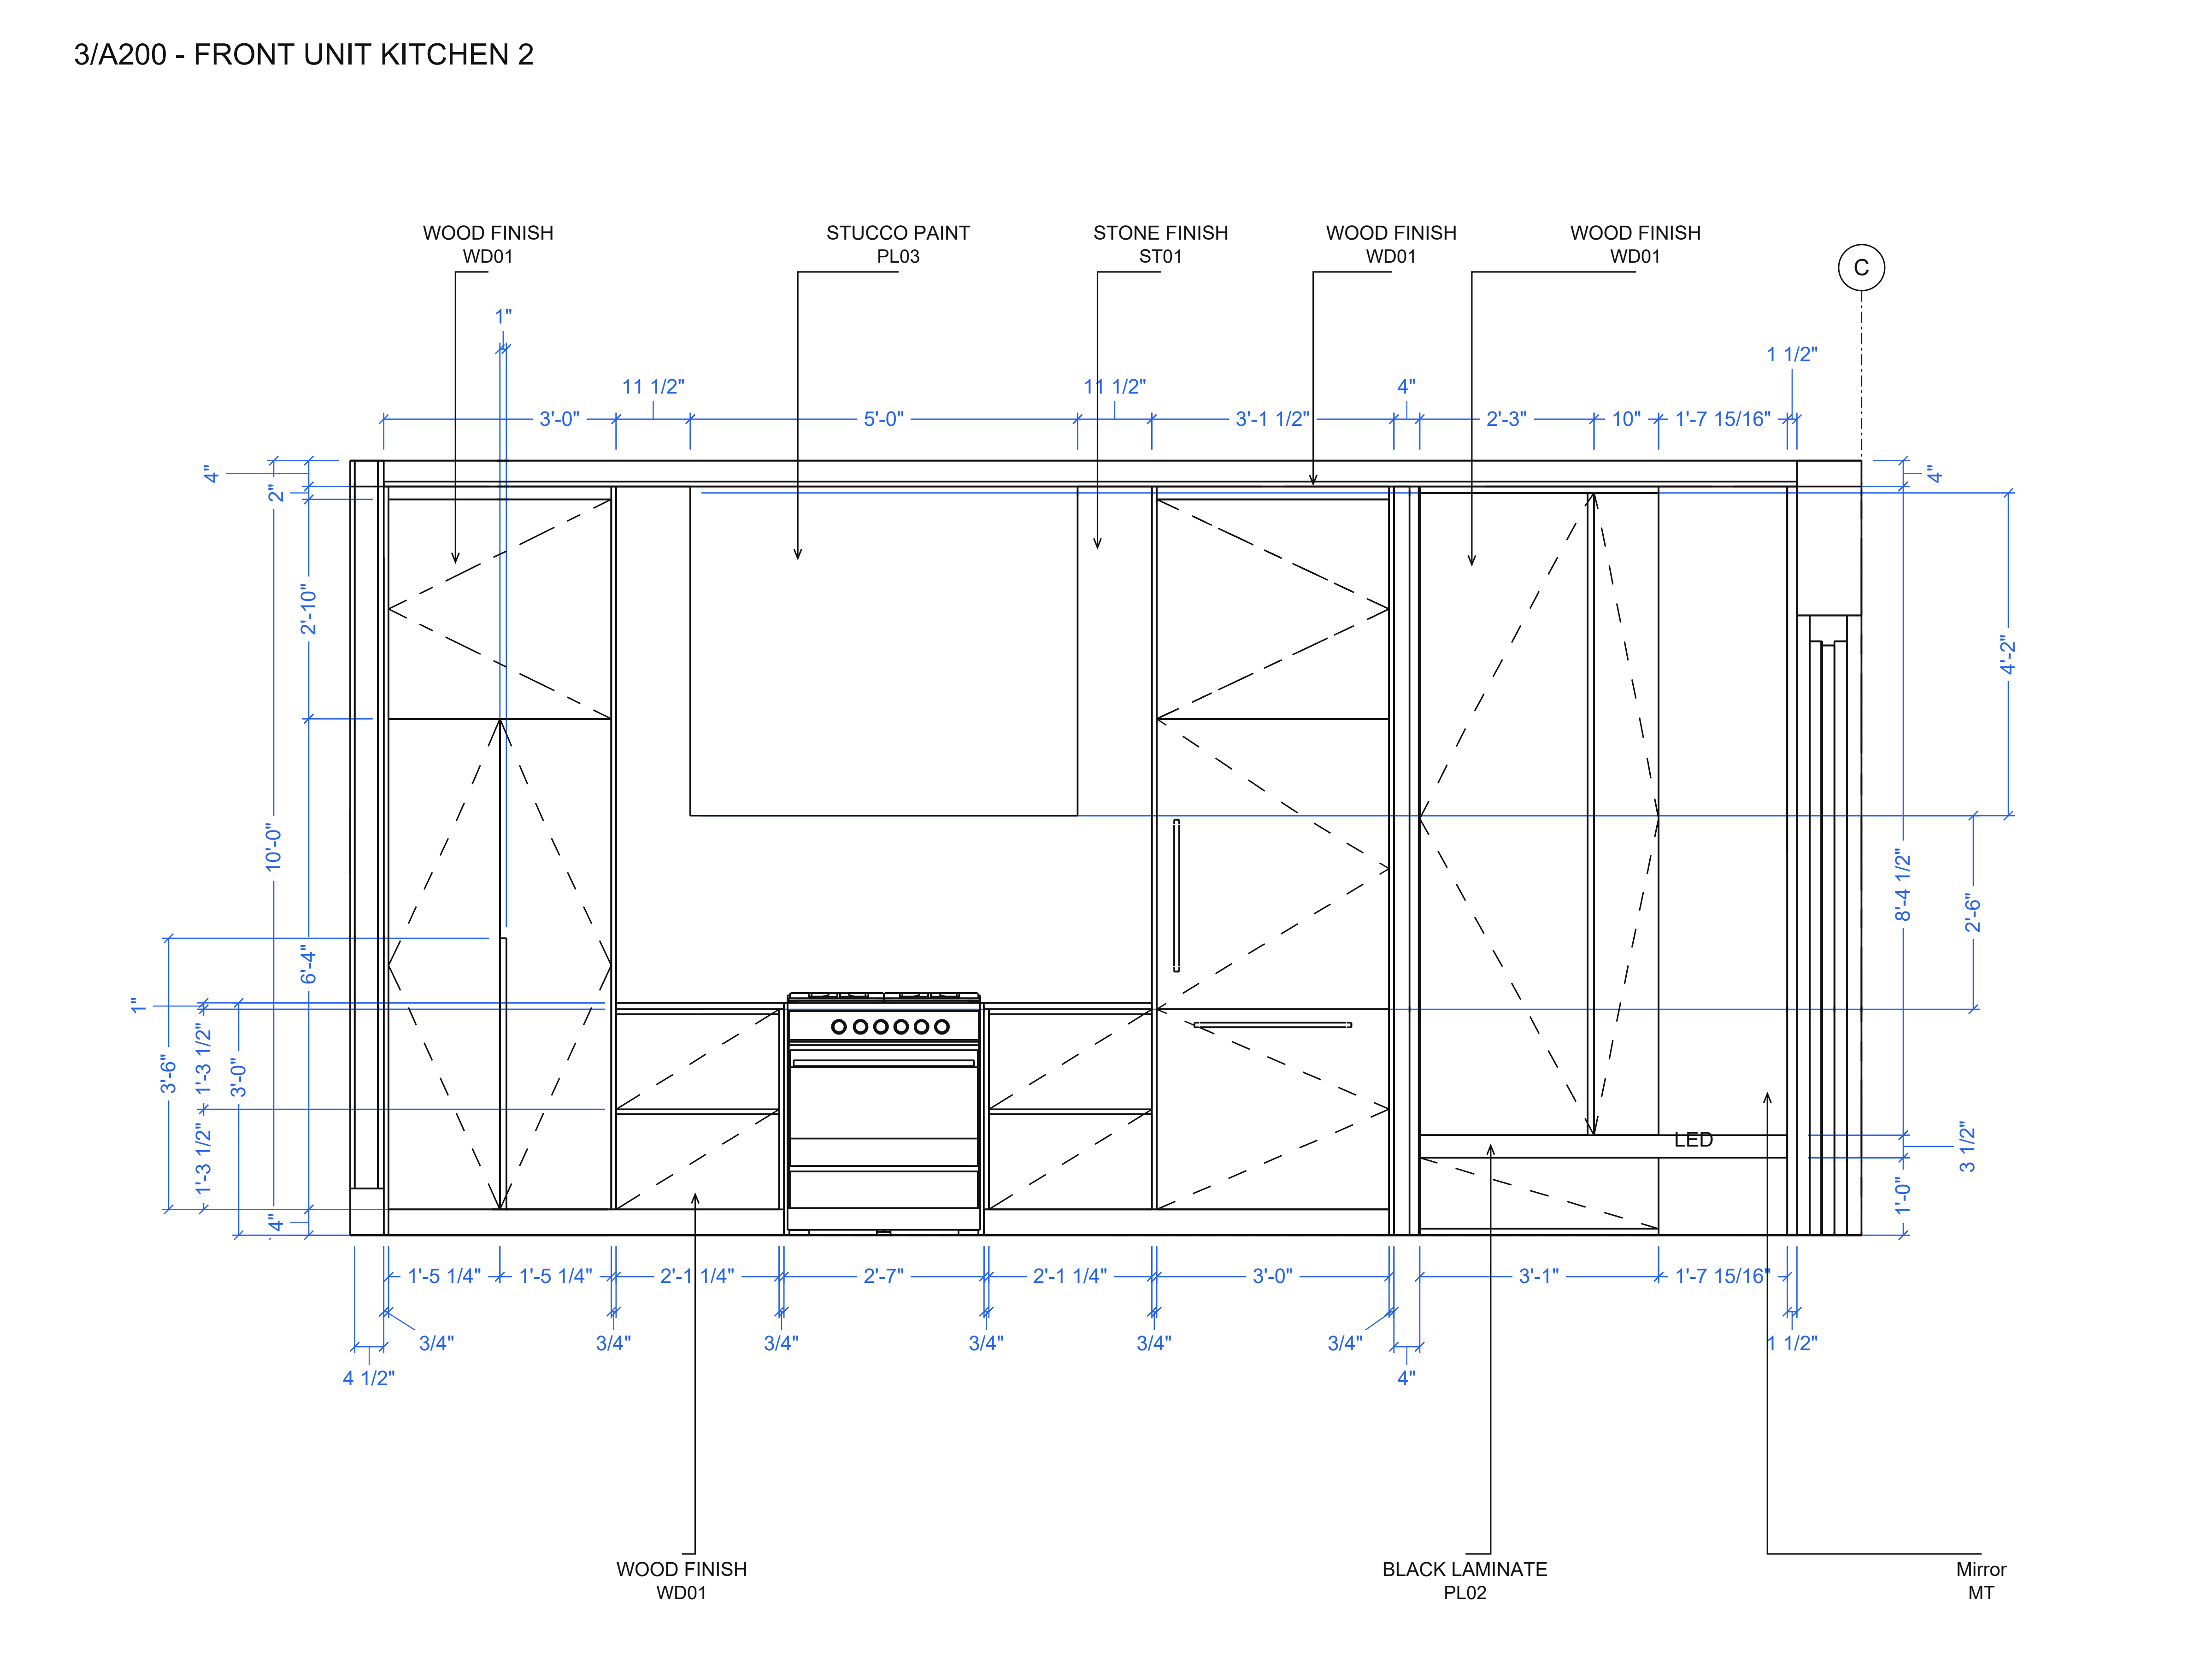 3/A200 - FRONT UNIT KITCHEN 2
WOOD FINISH
WD01
STUCCO PAINT
PL03
STONE FINISH
ST01
WOOD FINISH
WD01
WOOD FINISH
WD01
C
1"
1 1/2"
11 1/2"
11 1/2"
4"
3'-0"
5'-0"
3'-1 1/2"
2'-3"
10"
1'-7 15/16"
4"
2"
4"
2'-10"
4'-2"
10'-0"
8'-4 1/2"
2'-6"
6'-4"
1"
3'-6"
1'-3 1/2"
3'-0"
1'-3 1/2"
LED
3 1/2"
1'-0"
4"
1'-5 1/4"
1'-5 1/4"
2'-1 1/4"
2'-7"
2'-1 1/4"
3'-0"
3'-1"
1'-7 15/16"
3/4"
3/4"
3/4"
3/4"
3/4"
3/4"
1 1/2"
4 1/2"
4"
WOOD FINISH
WD01
BLACK LAMINATE
PL02
Mirror
MT